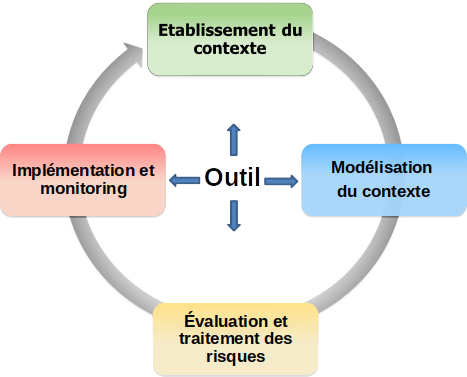 Etablissement du
contexte
Implémentation et
monitoring
Outil
Modélisation
du contexte
Évaluation et
traitement des
risques